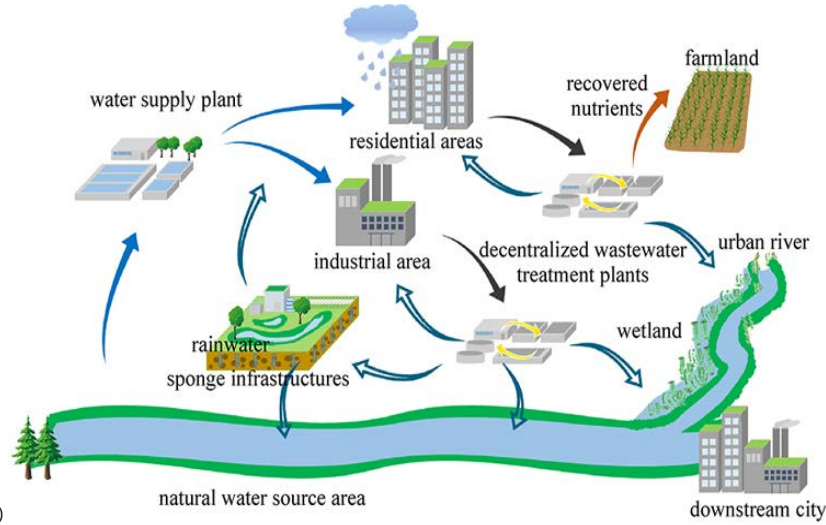 farmland
recovered
nutrients
water supply plant
residential areas
urban river
decentralized wastewater
treatment plants
industrial area
wetland
rainwater
sponge infrastructures
natural water source area
downstream city
)